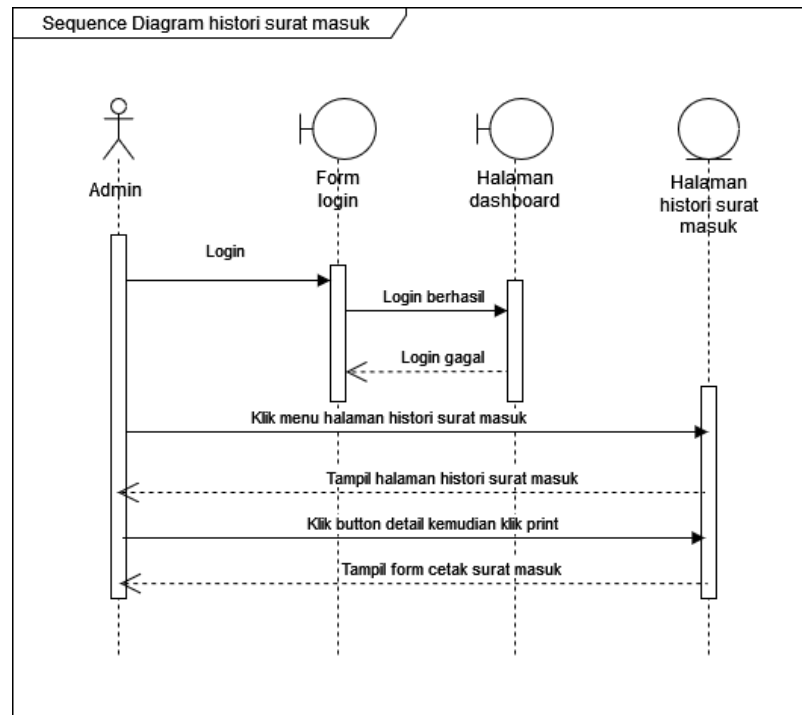 Sequence Diagram histori surat masuk
Admin
Form
login
Halaman
dashboard
Halaman
histori surat
masuk
Login
Login berhasil
Login gagal
Klik menu halaman histori surat masuk
Tampil halaman histori surat masuk
Klik button detail kemudian klik print
Tampil form cetak surat masuk